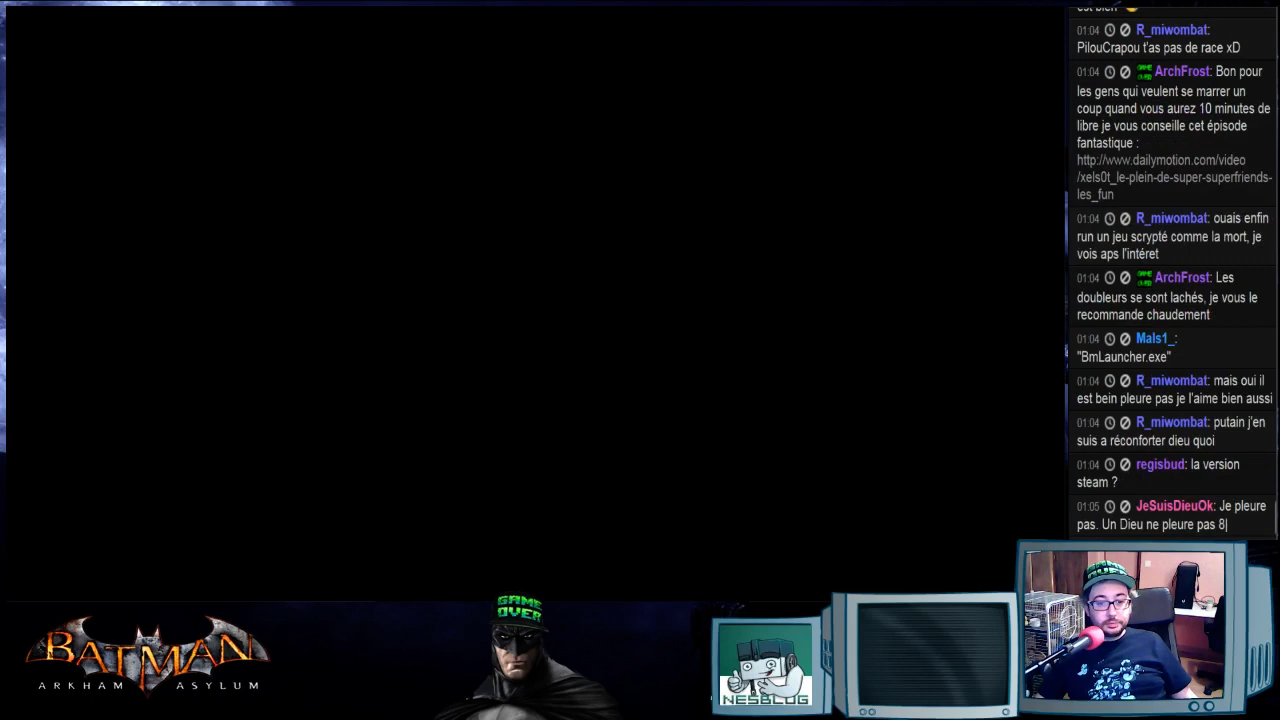 est bien
01:04 R_miwombat:
PilouCrapou t'as pas de race xD
01:04 ArchFrost: Bon pour
les gens qui veulent se marrer un
coup quand vous aurez 10 minutes de
libre je vous conseille cet épisode
fantastique :
http://www.dailymotion.com/video
/xels0t_le-plein-de-super-superfriends-
les_fun
01:04 R_miwombat: ouais enfin
run un jeu scrypté comme la mort, je
vois aps l'intéret
01:04 ArchFrost: Les
doubleurs se sont lachés, je vous le
recommande chaudement
01:04 Mals1_:
"BmLauncher.exe"
01:04 R_miwombat: mais oui il
est bein pleure pas je l'aime bien aussi
01:04 R_miwombat: putain j'en
suis a réconforter dieu quoi
01:04 regisbud: la version
steam ?
01:05 JeSuisDieuOk: Je pleure
pas. Un Dieu ne pleure pas 8|
GAME
OVER
BATMAN
ARKHAM ASYLUM
NESBLOG